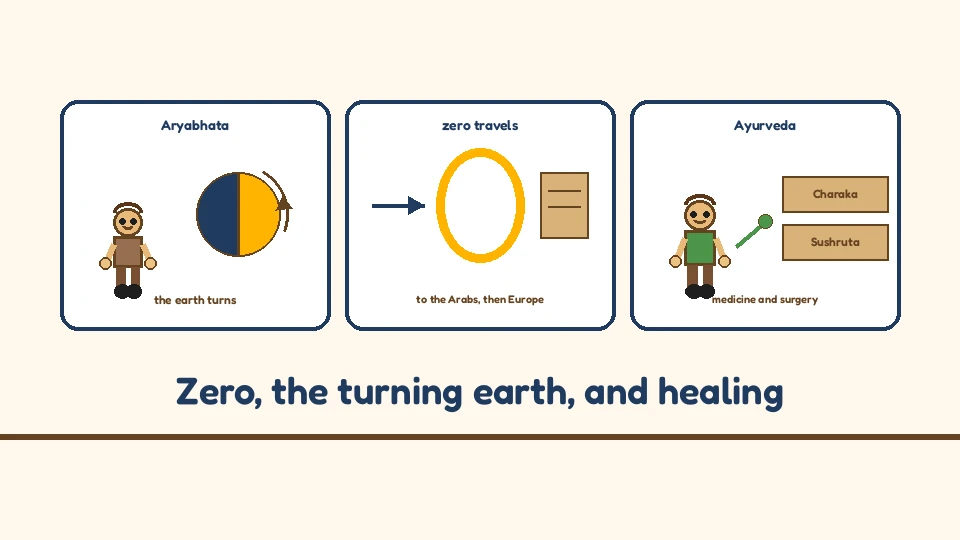 Aryabhata
the earth turns
zero travels
to the Arabs, then Europe
Ayurveda
Charaka
Sushruta
medicine and surgery
Zero, the turning earth, and healing